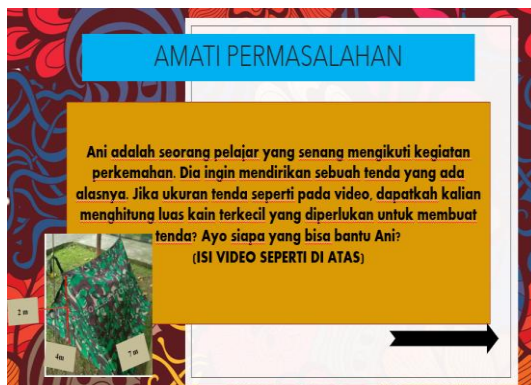 AMATI PERMASALAHAN
Ani adalah seorang pelajar yang senang mengikuti kegiatan
perkemahan. Dia ingin mendirikan sebuah tenda yang ada
alasnya. Jika ukuran tenda seperti pada video, dapatkah kalian
menghitung luas kain terkecil yang diperlukan untuk membuat
tenda? Ayo siapa yang bisa bantu Ani?
(ISI VIDEO SEPERTI DI ATAS)
2 m
4m
7 m